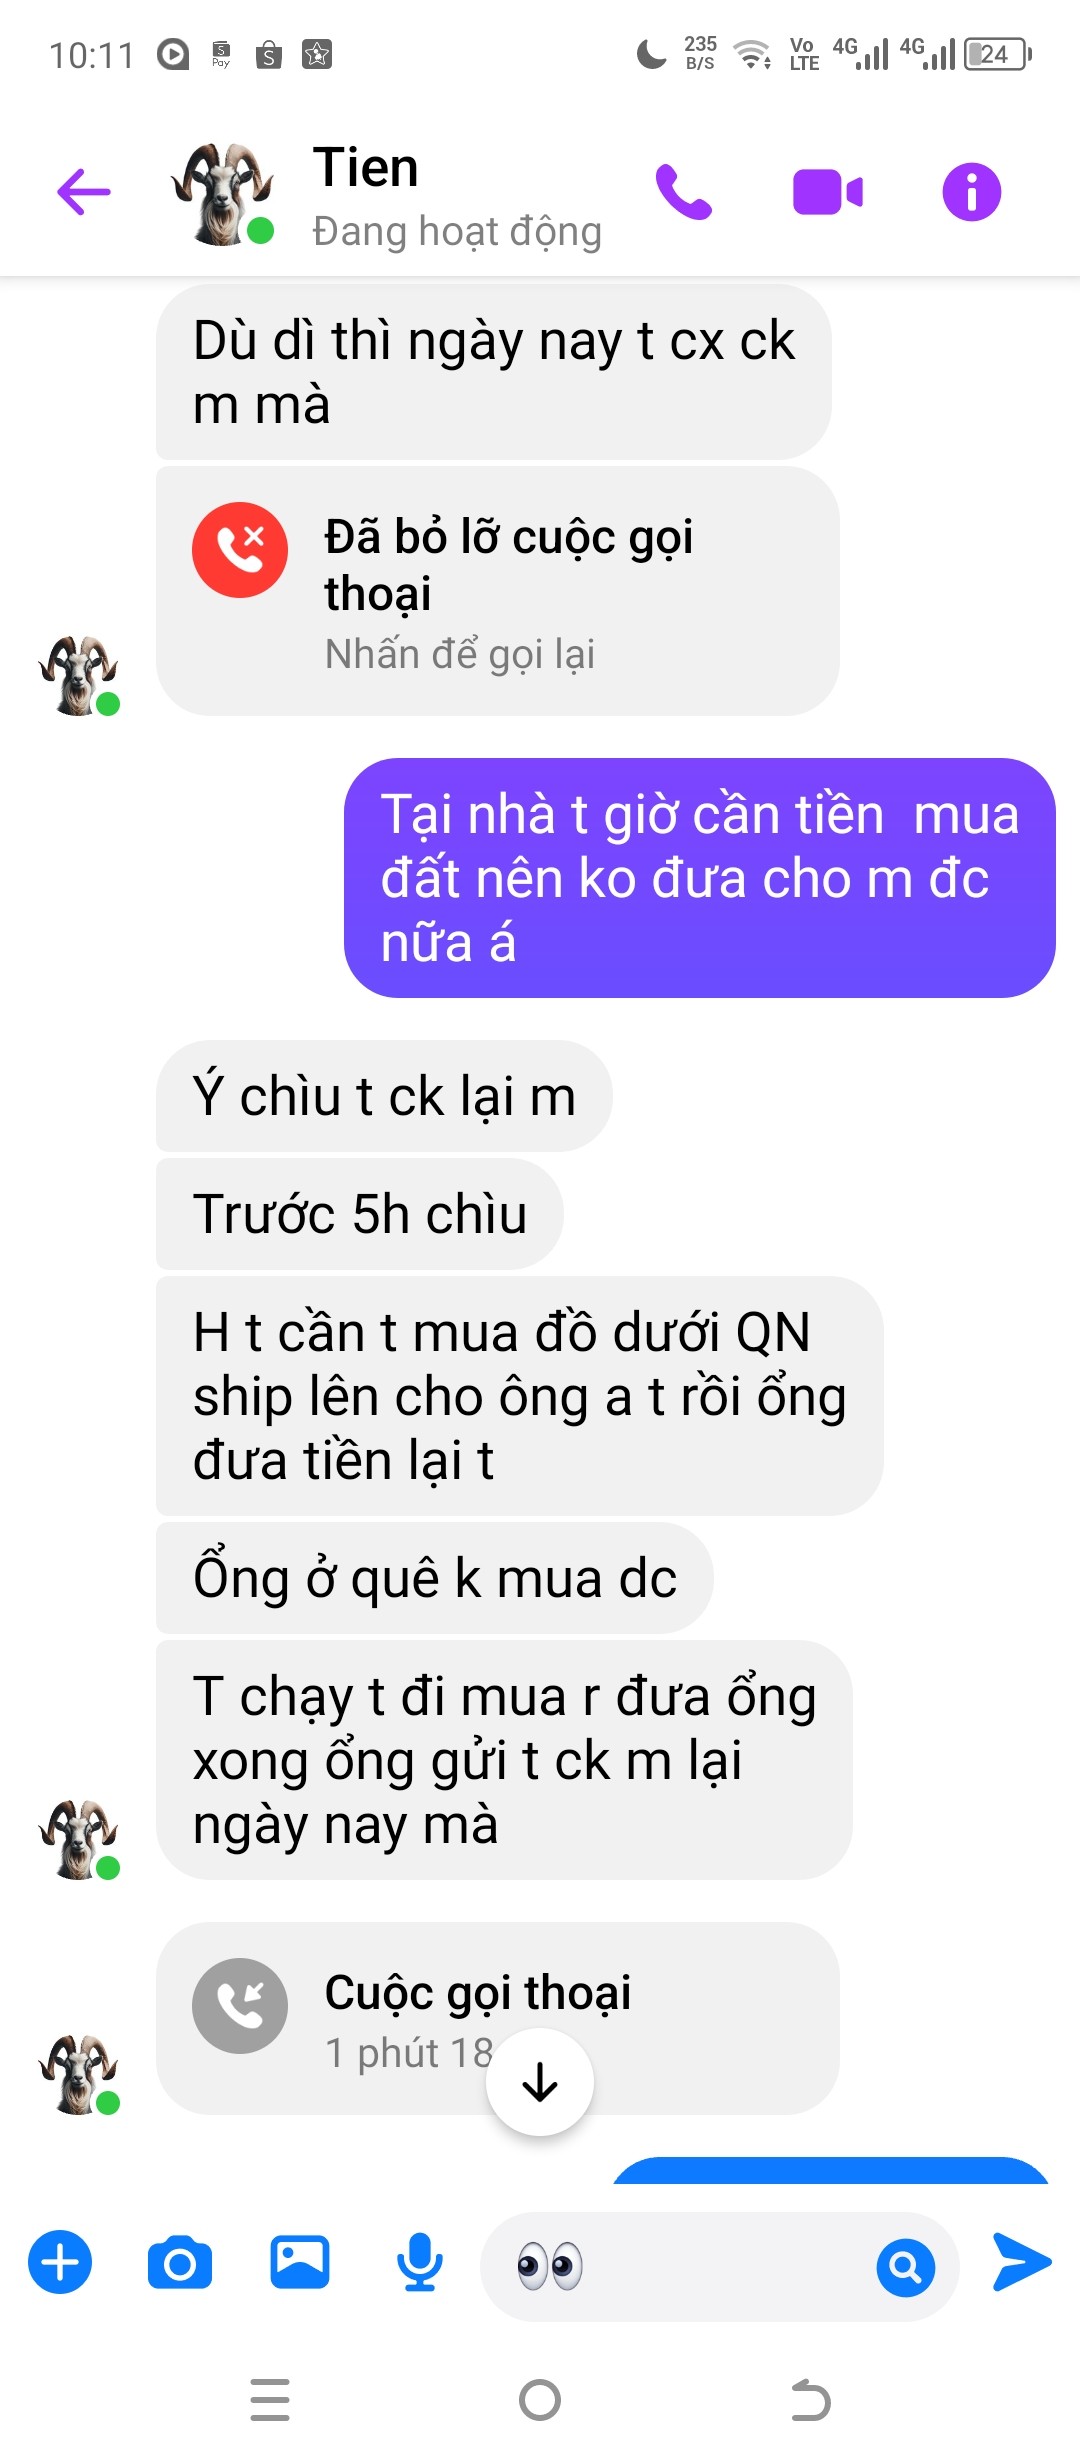 10:11
S
Pay
S
235
B/S
Vo
LTE
4G
4G
24
Tien
Đang hoạt động
Dù dì thì ngày nay t cx ck
m mà
Đã bỏ lỡ cuộc gọi
thoại
Nhấn để gọi lại
Tại nhà t giờ cần tiền  mua
đất nên ko đưa cho m đc
nữa á
Ý chìu t ck lại m
Trước 5h chìu
H t cần t mua đồ dưới QN
ship lên cho ông a t rồi ổng
đưa tiền lại t
Ổng ở quê k mua dc
T chạy t đi mua r đưa ổng
xong ổng gửi t ck m lại
ngày nay mà
Cuộc gọi thoại
1 phút 18